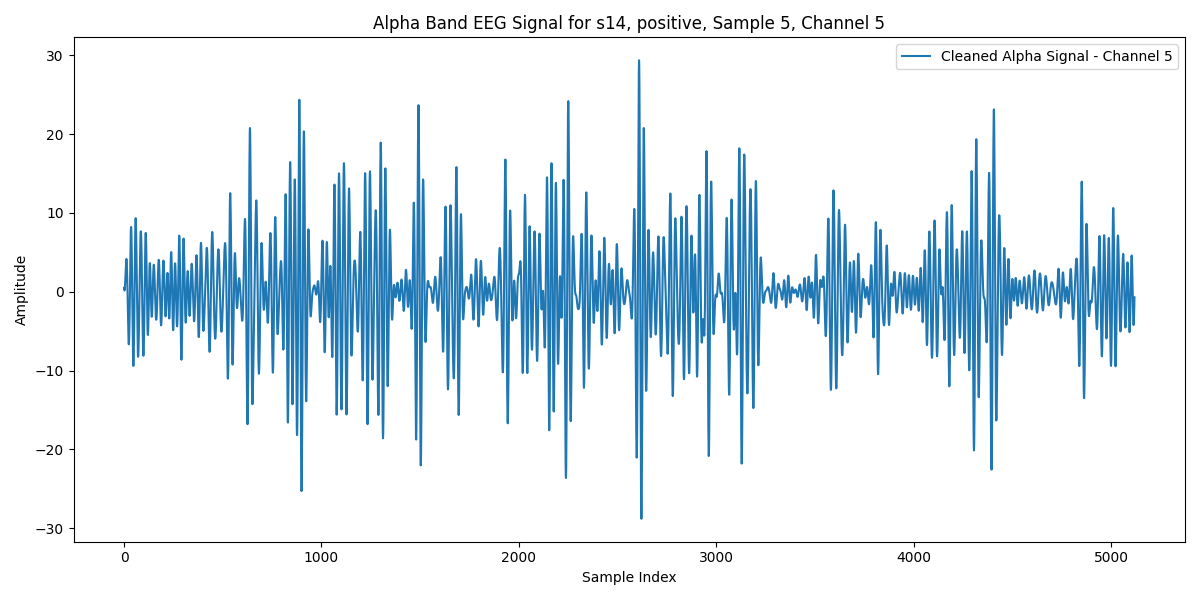 Alpha Band EEG Signal for s14, positive, Sample 5, Channel 5
Cleaned Alpha Signal - Channel 5
Amplitude
30
20
10
0
−10
−20
−30
0 1000 2000 3000 4000 5000
Sample Index